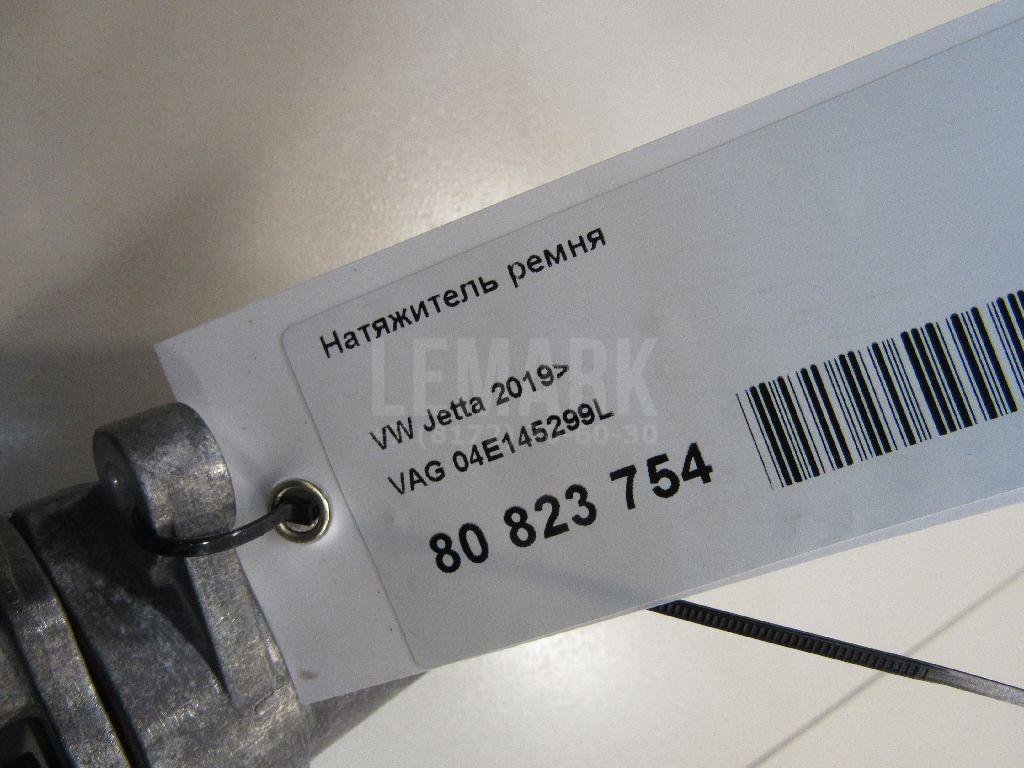 Натяжитель ремня
VW Jetta 2019>
VAG 04E145299L
80 823 754
LEMARK